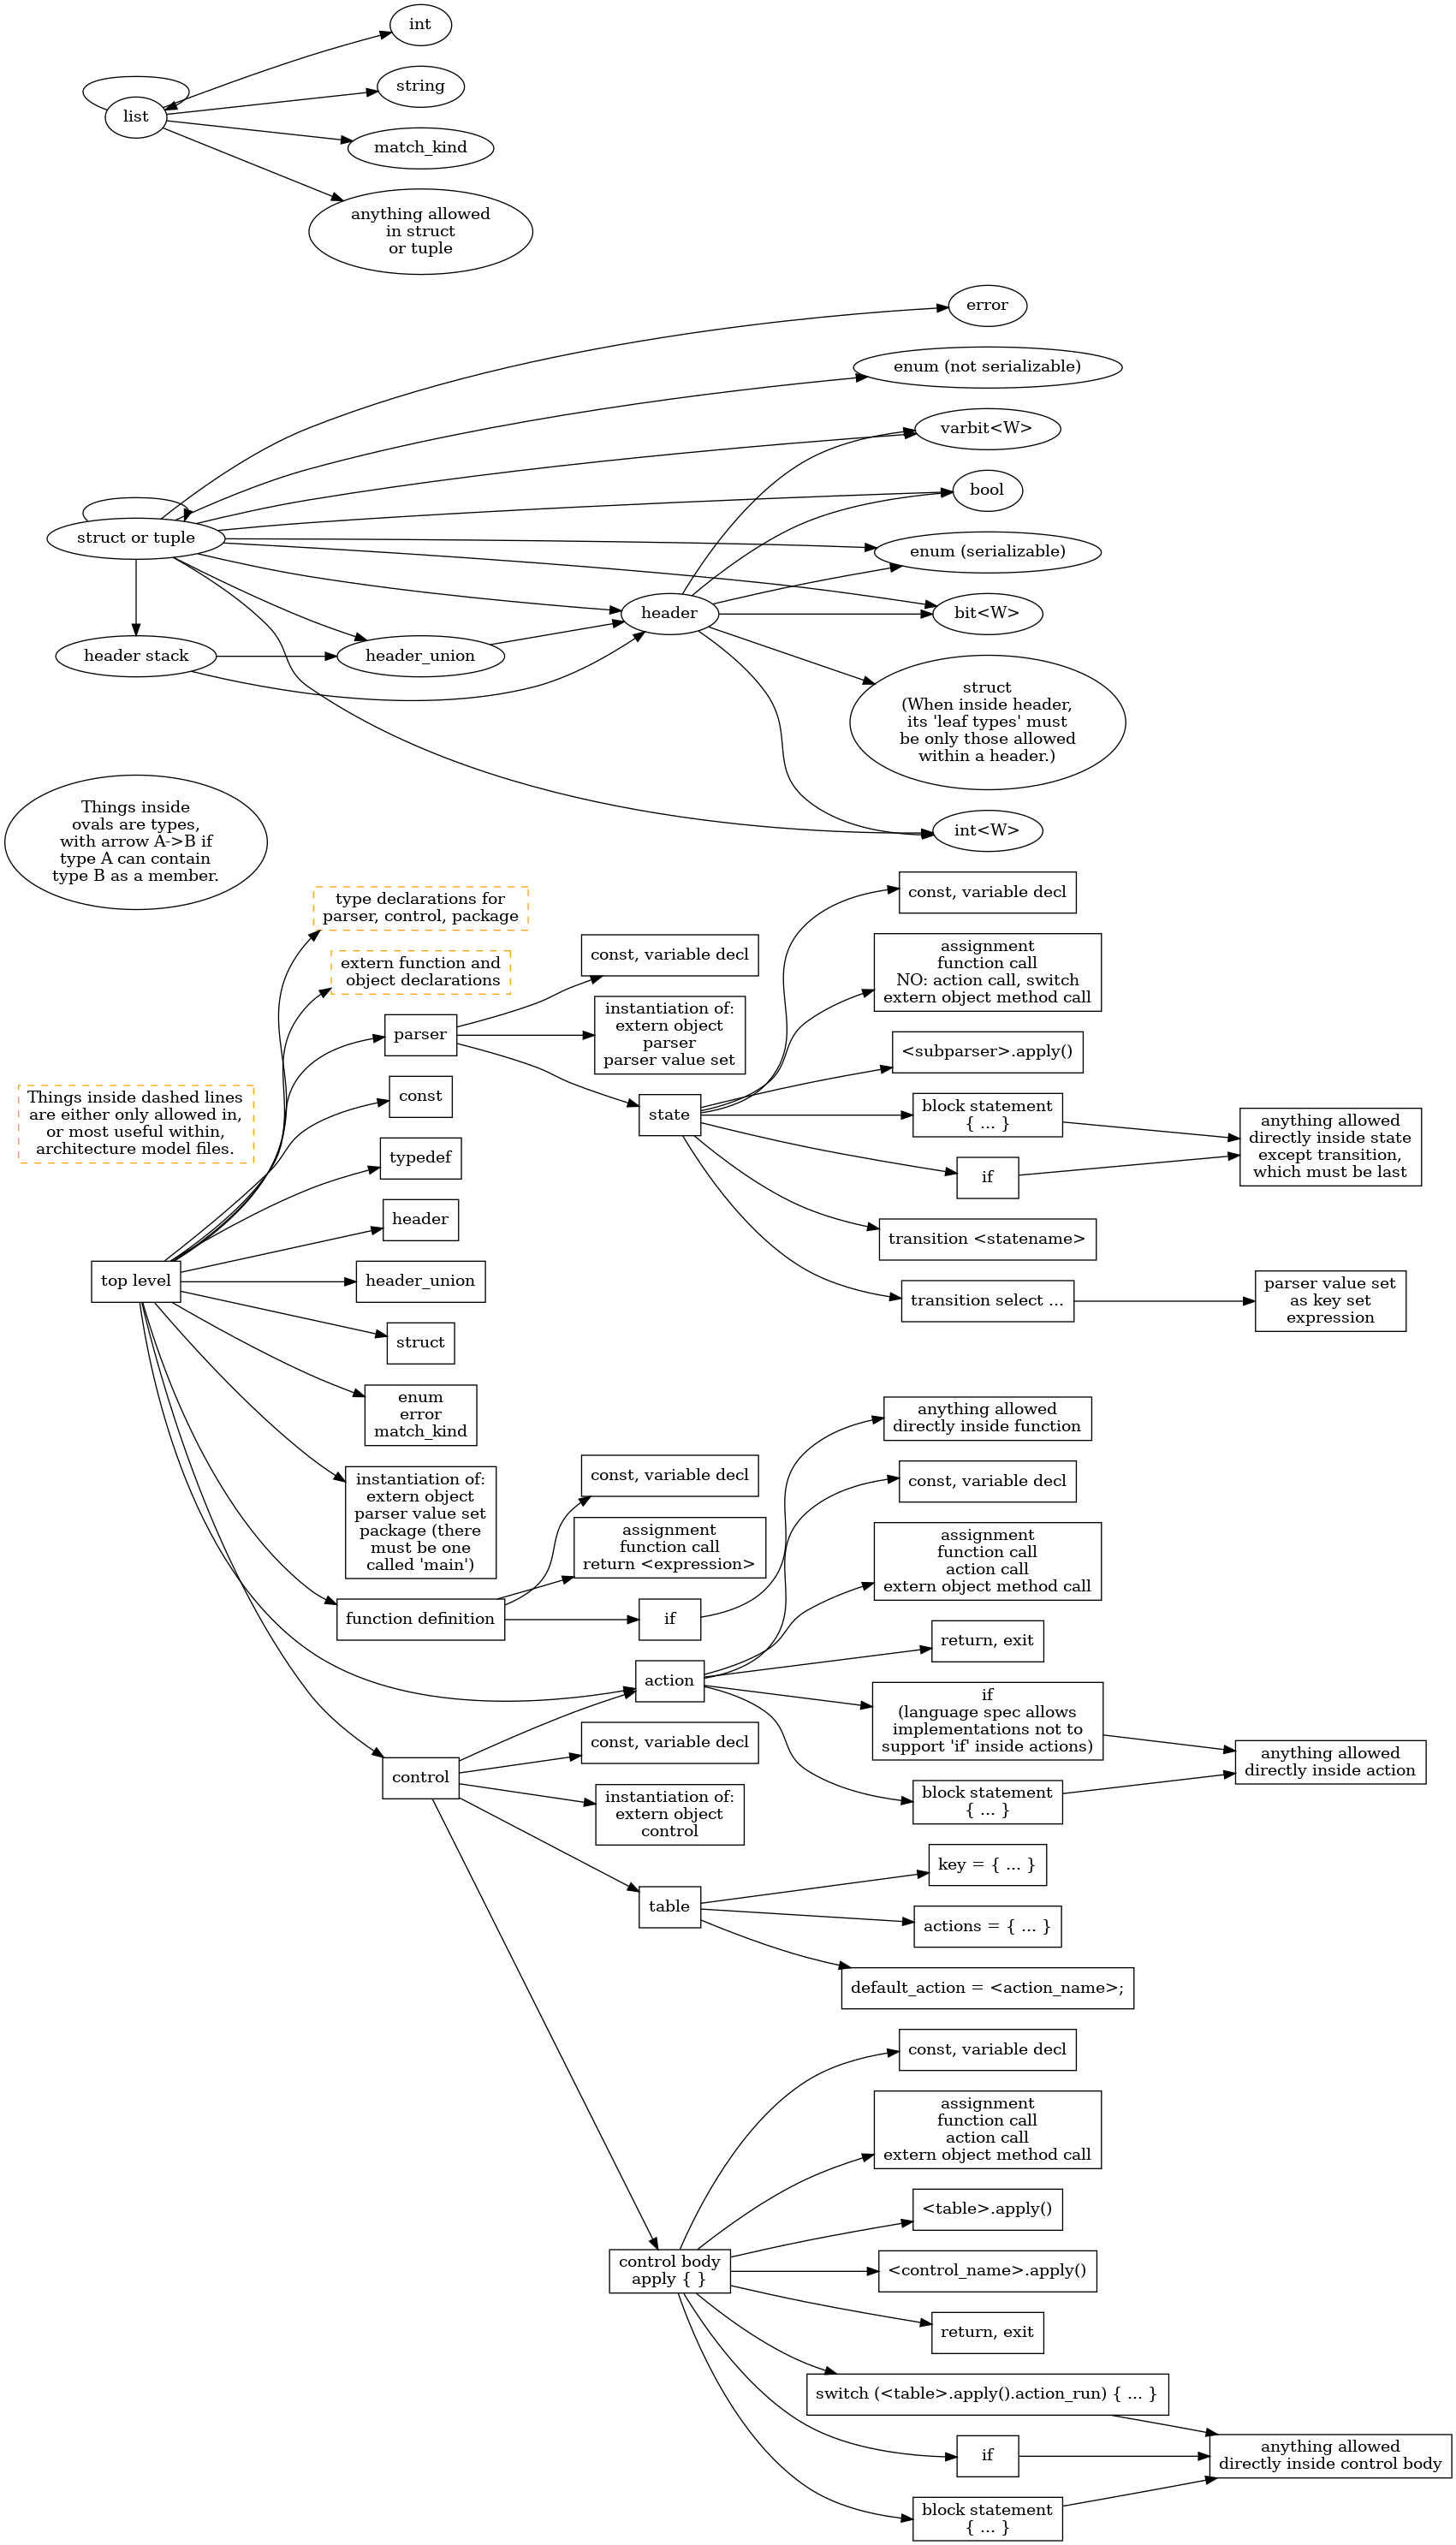 int
string
list
match_kind
anything allowed
in struct
or tuple
error
enum (not serializable)
varbit<W>
bool
struct or tuple
enum (serializable)
header
bit<W>
header stack
header_union
struct
(When inside header,
its 'leaf types' must
be only those allowed
within a header.)
int<W>
Things inside
ovals are types,
with arrow A->B if
type A can contain
type B as a member.
type declarations for
parser, control, package
extern function and
object declarations
Things inside dashed lines
are either only allowed in,
or most useful within,
architecture model files.
top level
parser
const
typedef
header
header_union
struct
enum
error
match_kind
instantiation of:
extern object
parser value set
package (there
must be one
called 'main')
function definition
control
const, variable decl
instantiation of:
extern object
parser
parser value set
state
const, variable decl
assignment
function call
NO: action call, switch
extern object method call
<subparser>.apply()
block statement
{ ... }
if
anything allowed
directly inside state
except transition,
which must be last
transition <statename>
transition select ...
parser value set
as key set
expression
const, variable decl
assignment
function call
return <expression>
if
anything allowed
directly inside function
action
const, variable decl
assignment
function call
action call
extern object method call
return, exit
if
(language spec allows
implementations not to
support 'if' inside actions)
block statement
{ ... }
anything allowed
directly inside action
const, variable decl
instantiation of:
extern object
control
table
key = { ... }
actions = { ... }
default_action = <action_name>;
control body
apply { }
const, variable decl
assignment
function call
action call
extern object method call
<table>.apply()
<control_name>.apply()
return, exit
switch (<table>.apply().action_run) { ... }
if
block statement
{ ... }
anything allowed
directly inside control body